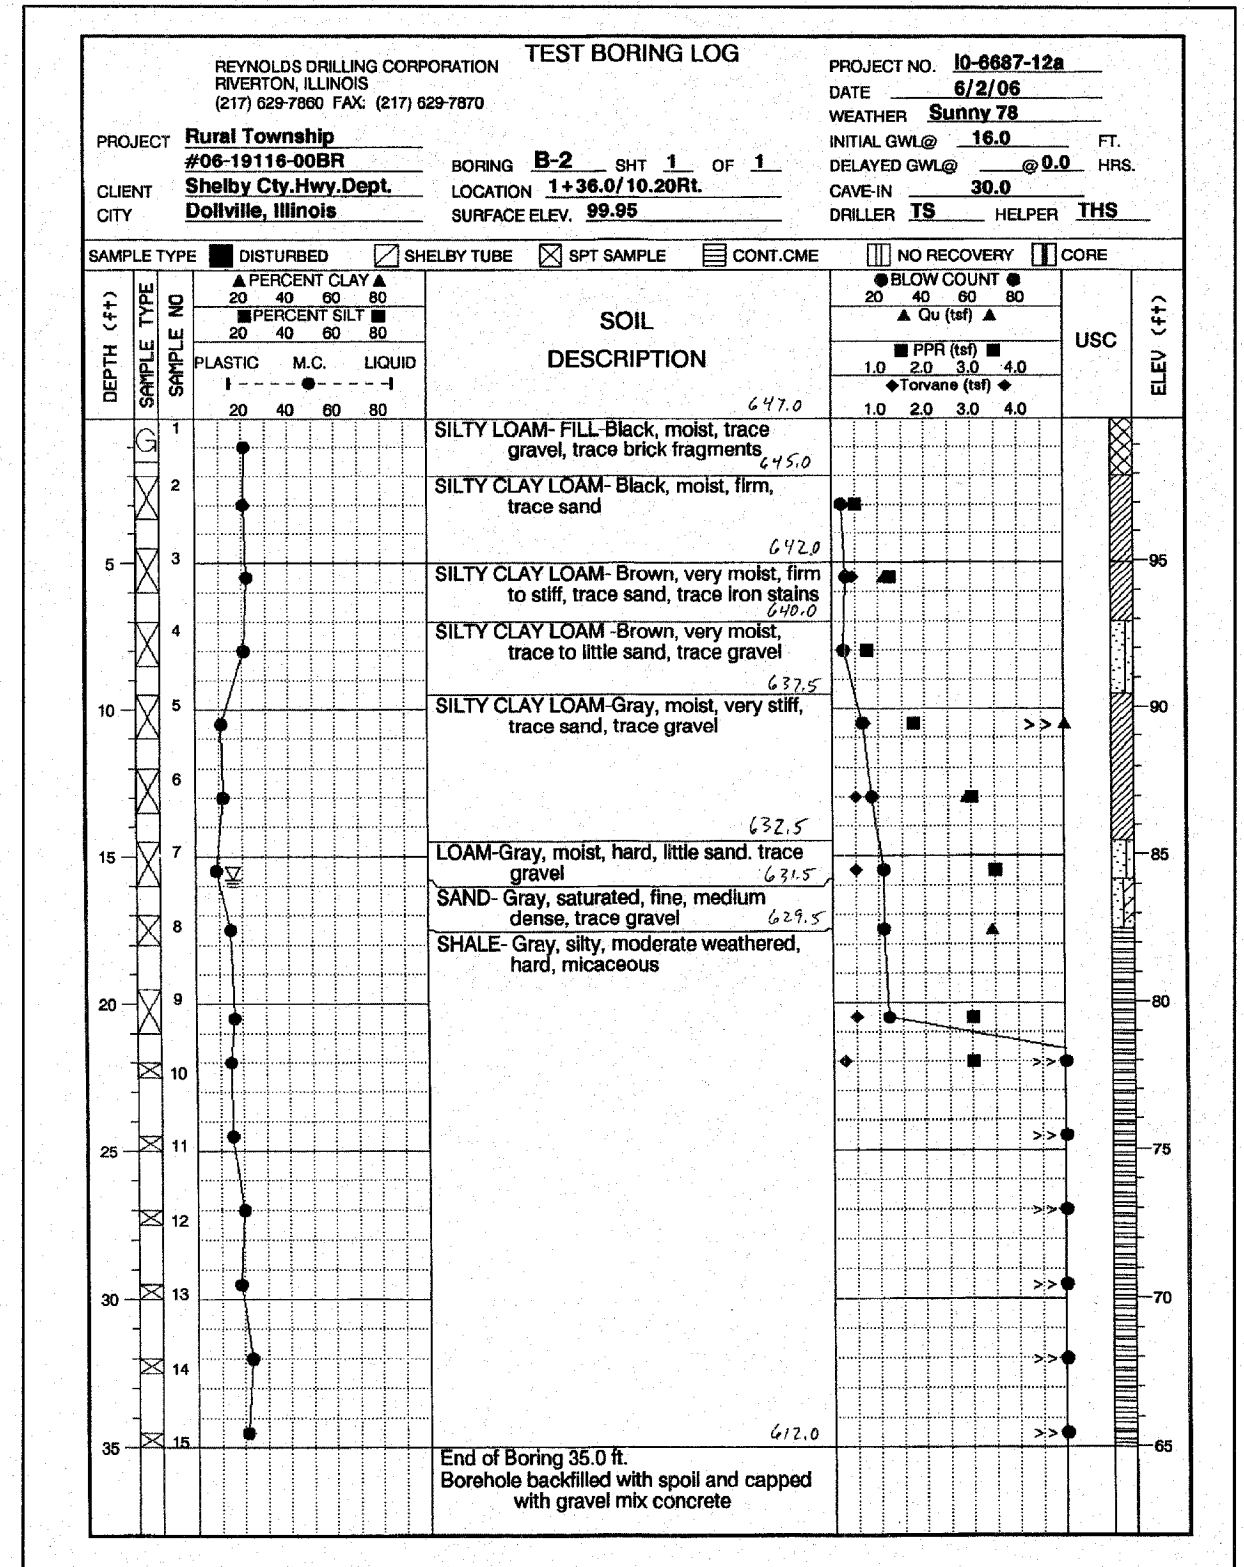 TEST BORING LOG
REYNOLDS DRILLING CORPORATION
RIVERTON, ILLINOIS
(217) 629-7860 FAX: (217) 629-7870
PROJECT NO. I0-6687-12a
DATE 6/2/06
WEATHER Sunny 78
PROJECT Rural Township
#06-19116-00BR
CLIENT Shelby Cty.Hwy.Dept.
CITY Dollville, Illinois
BORING B-2 SHT 1 OF 1
LOCATION 1+36.0/10.20Rt.
SURFACE ELEV. 99.95
INITIAL GWL@ 16.0 FT.
DELAYED GWL@ @ 0.0 HRS.
CAVE-IN 30.0
DRILLER TS HELPER THS
SAMPLE TYPE DISTURBED SHELBY TUBE SPT SAMPLE CONT.CME NO RECOVERY CORE
DEPTH (ft)
SAMPLE TYPE
SAMPLE NO
▲ PERCENT CLAY ▲
20 40 60 80
■PERCENT SILT ■
20 40 60 80
PLASTIC M.C. LIQUID
20 40 60 80
SOIL
DESCRIPTION
647.0
●BLOW COUNT ●
20 40 60 80
▲ Qu (tsf) ▲
■ PPR (tsf) ■
1.0 2.0 3.0 4.0
◆Torvane (tsf) ◆
1.0 2.0 3.0 4.0
USC
ELEV (ft)
G
1
SILTY LOAM- FILL-Black, moist, trace
gravel, trace brick fragments
645.0
2
SILTY CLAY LOAM- Black, moist, firm,
trace sand
642.0
3
5
95
SILTY CLAY LOAM- Brown, very moist, firm
to stiff, trace sand, trace iron stains
640.0
4
SILTY CLAY LOAM -Brown, very moist,
trace to little sand, trace gravel
637.5
5
10
90
SILTY CLAY LOAM-Gray, moist, very stiff,
trace sand, trace gravel
>>
6
632.5
7
15
85
LOAM-Gray, moist, hard, little sand. trace
gravel
631.5
SAND- Gray, saturated, fine, medium
dense, trace gravel
629.5
8
SHALE- Gray, silty, moderate weathered,
hard, micaceous
9
20
80
10
>>
11
>>
25
75
12
>>
13
>>
30
70
14
>>
15
>>
612.0
35
65
End of Boring 35.0 ft.
Borehole backfilled with spoil and capped
with gravel mix concrete